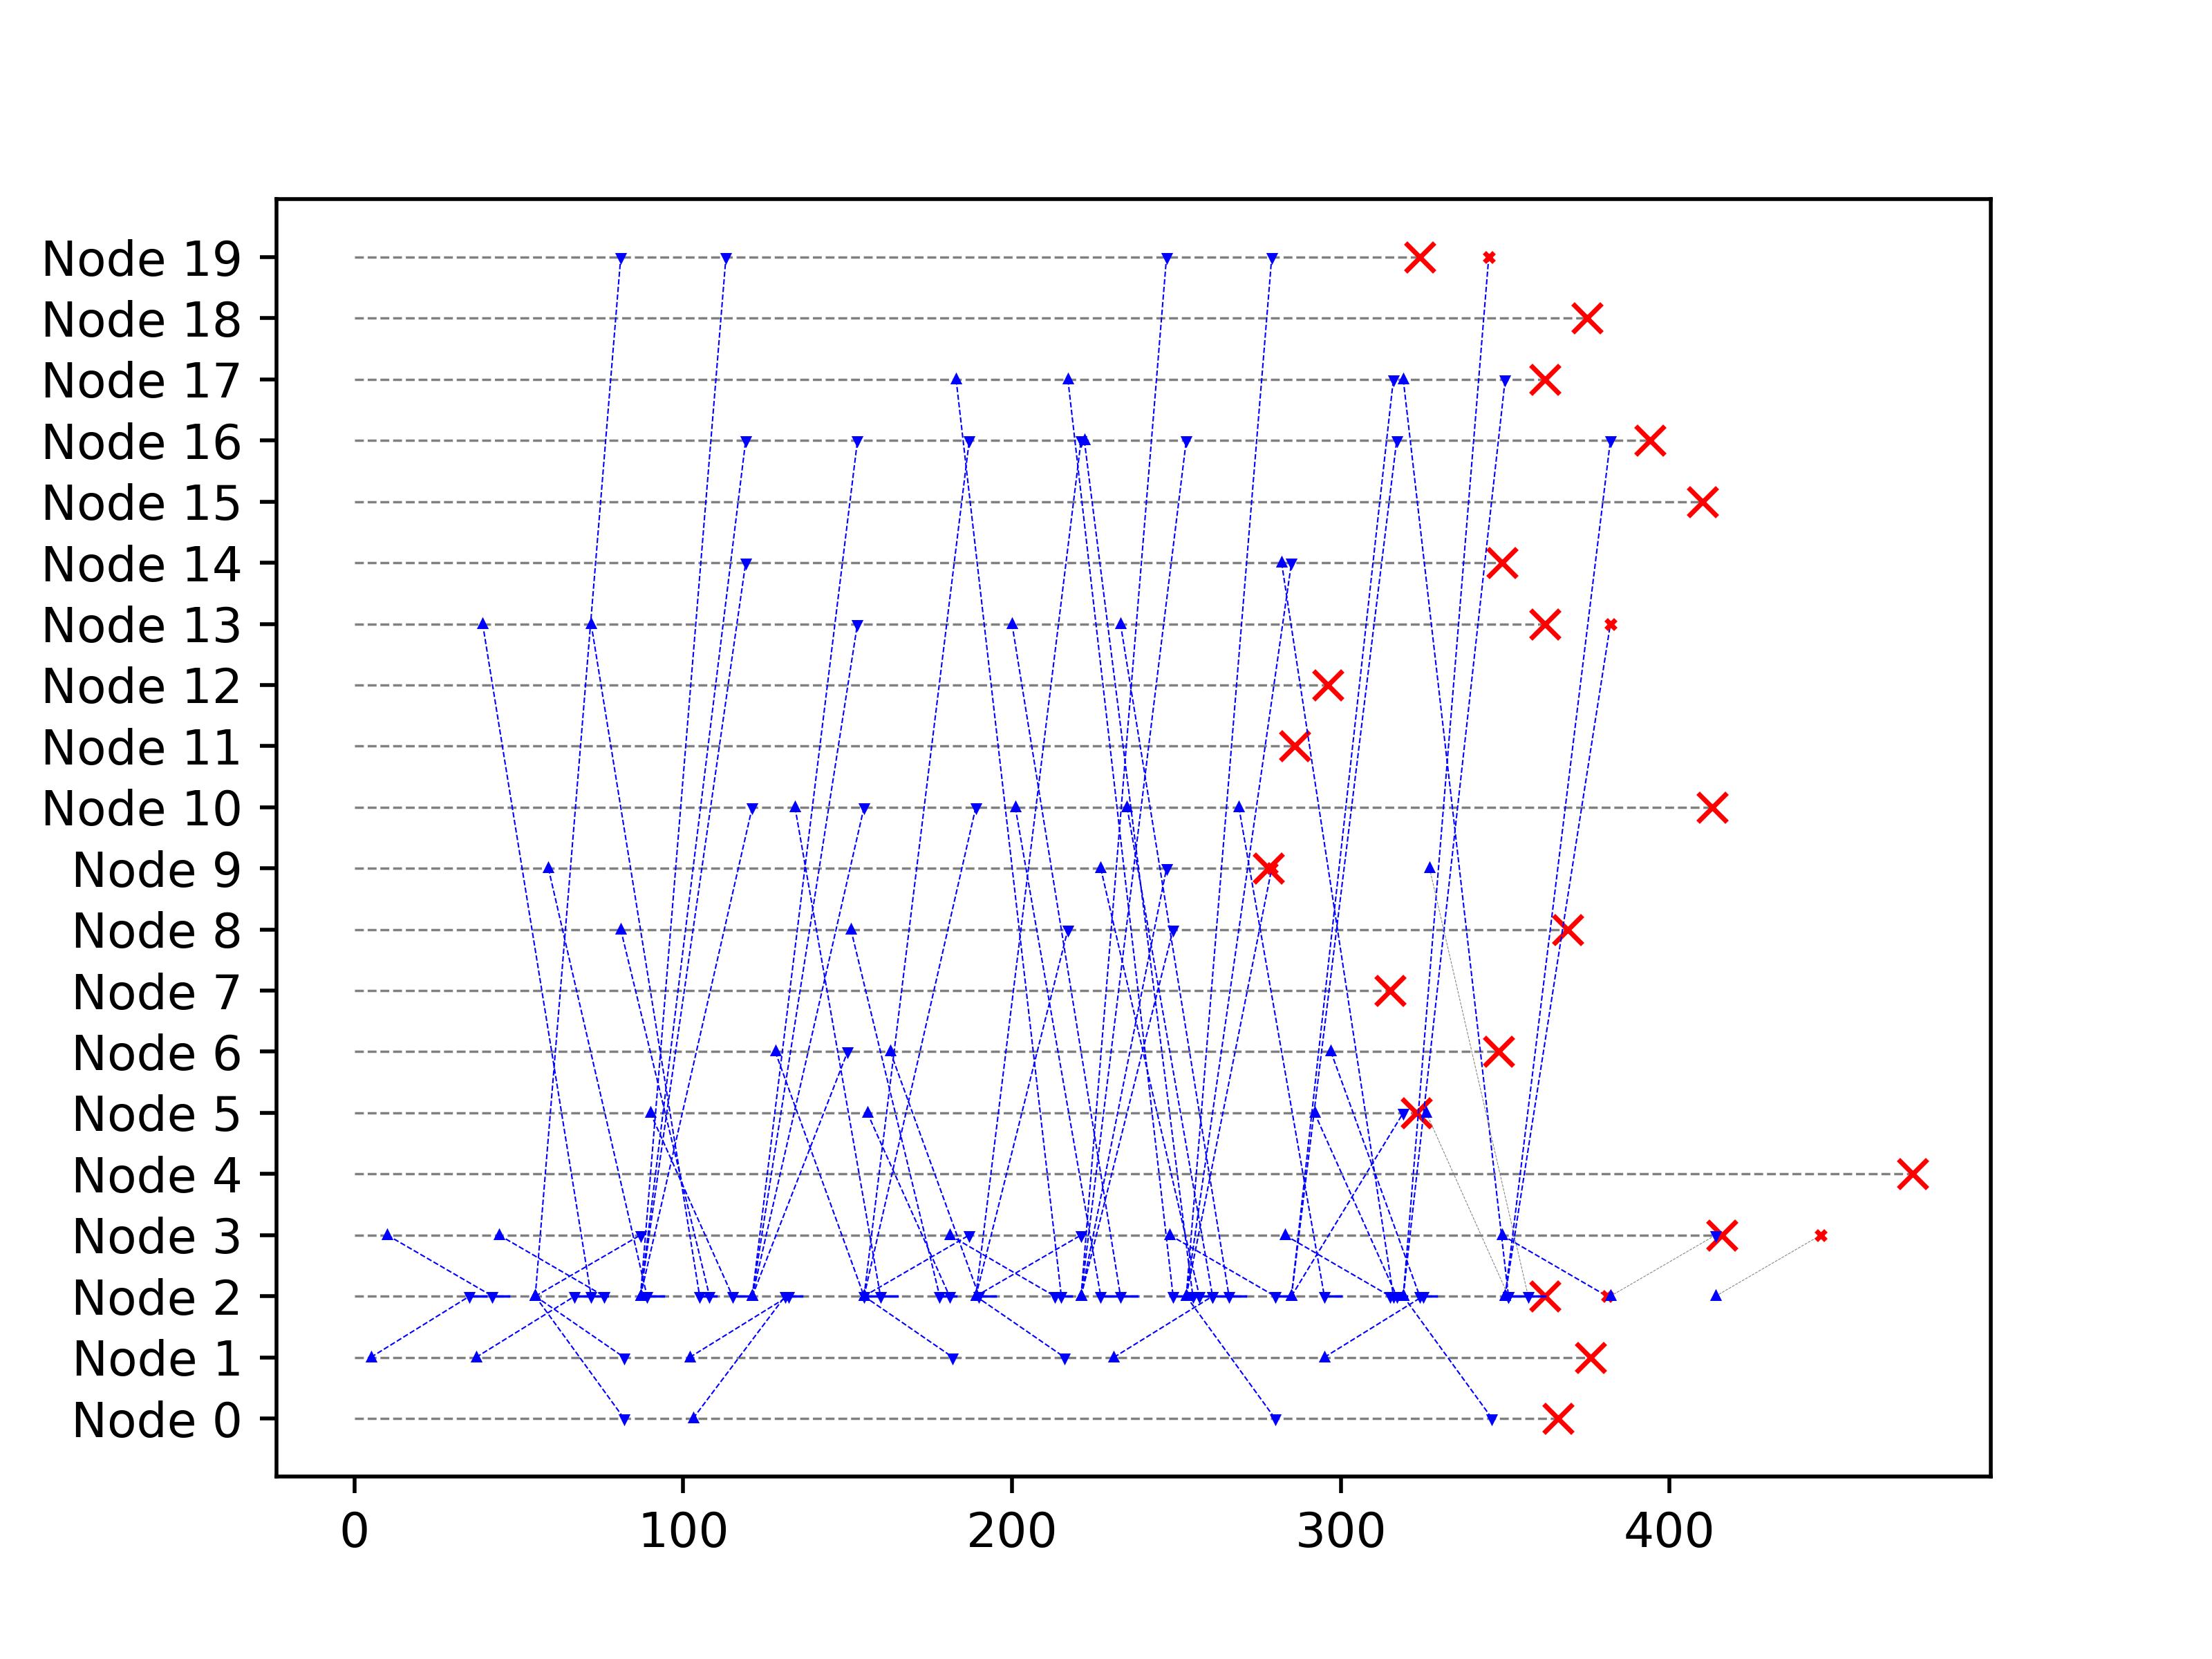 Node 19
Node 18
Node 17
Node 16
Node 15
Node 14
Node 13
Node 12
Node 11
Node 10
Node 9
Node 8
Node 7
Node 6
Node 5
Node 4
Node 3
Node 2
Node 1
Node 0
0 100 200 300 400